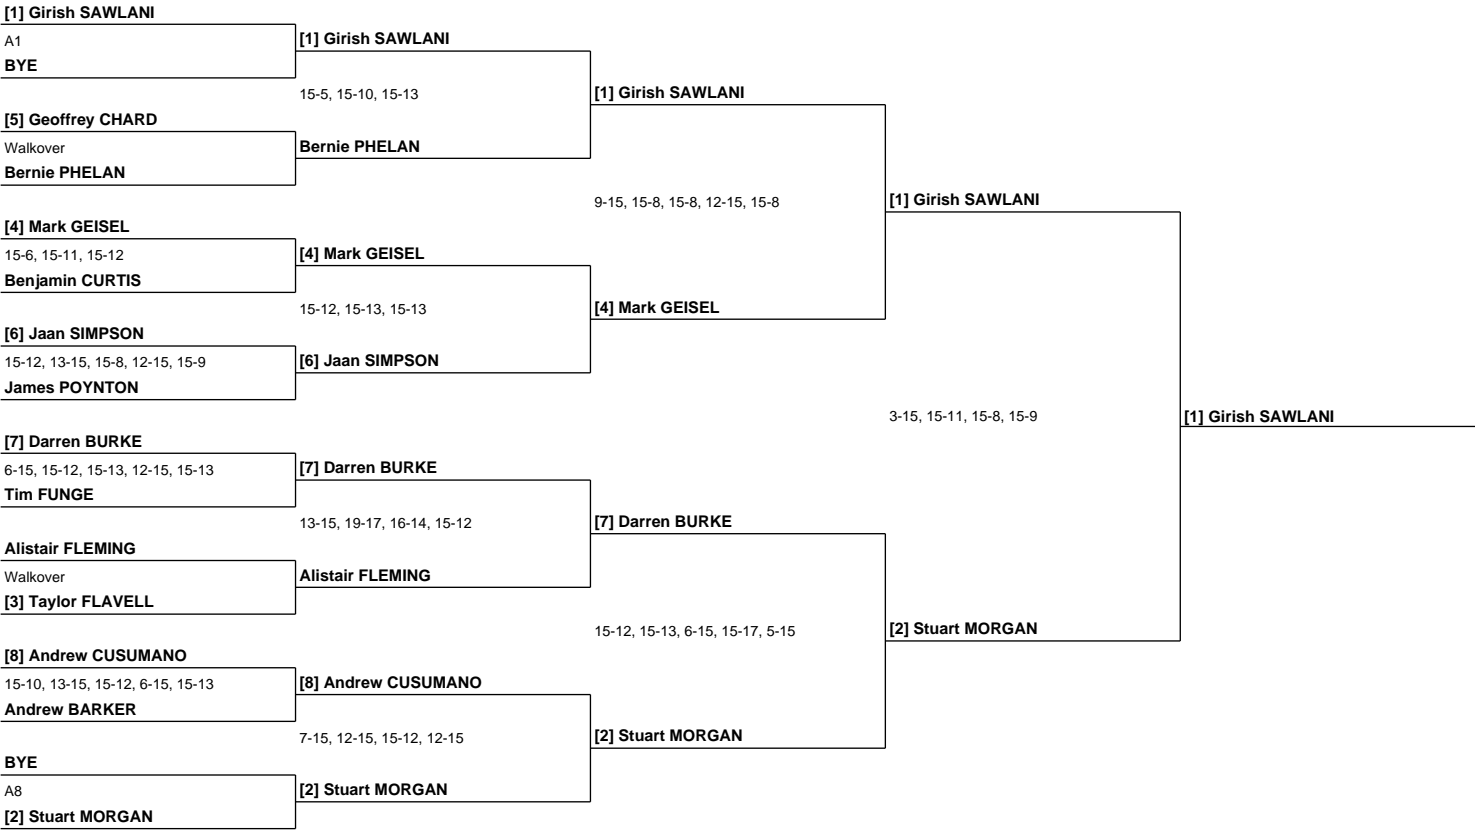 [1] Girish SAWLANI
A1
BYE
[5] Geoffrey CHARD
Walkover
Bernie PHELAN
[4] Mark GEISEL
15-6, 15-11, 15-12
Benjamin CURTIS
[6] Jaan SIMPSON
15-12, 13-15, 15-8, 12-15, 15-9
James POYNTON
[7] Darren BURKE
6-15, 15-12, 15-13, 12-15, 15-13
Tim FUNGE
Alistair FLEMING
Walkover
[3] Taylor FLAVELL
[8] Andrew CUSUMANO
15-10, 13-15, 15-12, 6-15, 15-13
Andrew BARKER
BYE
A8
[2] Stuart MORGAN
[1] Girish SAWLANI
15-5, 15-10, 15-13
Bernie PHELAN
[4] Mark GEISEL
15-12, 15-13, 15-13
[6] Jaan SIMPSON
[7] Darren BURKE
13-15, 19-17, 16-14, 15-12
Alistair FLEMING
[8] Andrew CUSUMANO
7-15, 12-15, 15-12, 12-15
[2] Stuart MORGAN
[1] Girish SAWLANI
9-15, 15-8, 15-8, 12-15, 15-8
[4] Mark GEISEL
[7] Darren BURKE
15-12, 15-13, 6-15, 15-17, 5-15
[2] Stuart MORGAN
[1] Girish SAWLANI
3-15, 15-11, 15-8, 15-9
[2] Stuart MORGAN
[1] Girish SAWLANI